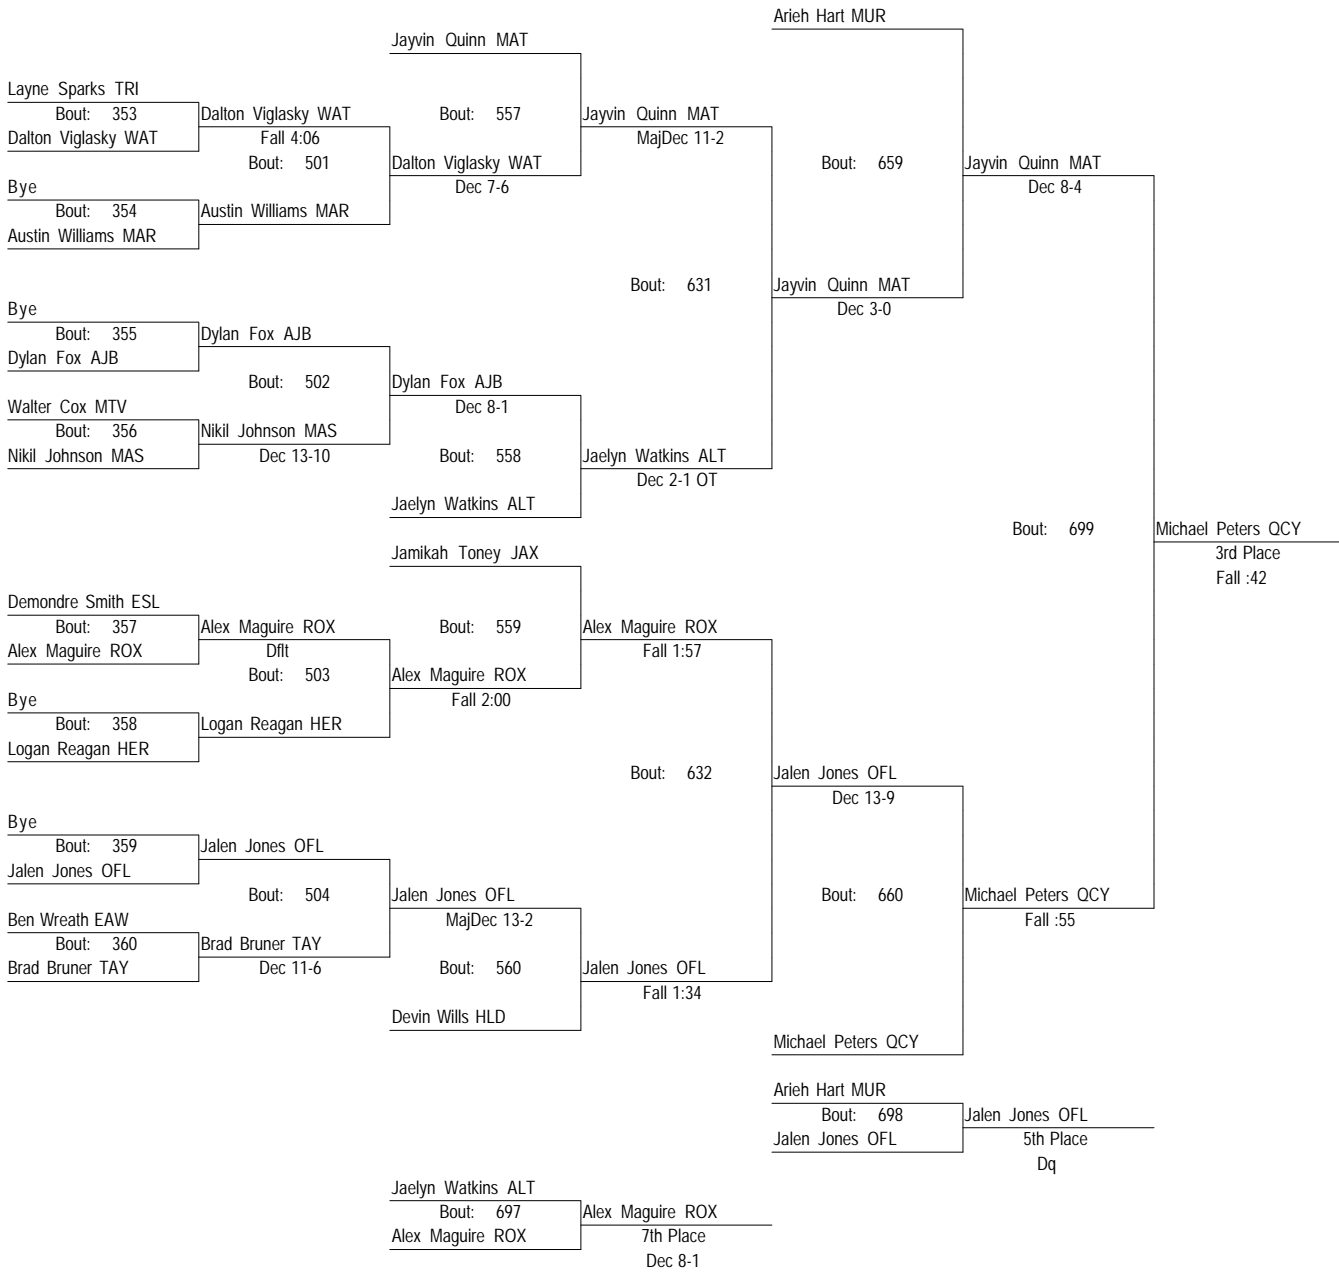 Arieh Hart MUR
Jayvin Quinn MAT
Layne Sparks TRI
Bout: 353
Dalton Viglasky WAT
Dalton Viglasky WAT
Fall 4:06
Bout: 557
Jayvin Quinn MAT
MajDec 11-2
Bout: 501
Dalton Viglasky WAT
Dec 7-6
Bout: 659
Jayvin Quinn MAT
Dec 8-4
Bye
Bout: 354
Austin Williams MAR
Austin Williams MAR
Bout: 631
Jayvin Quinn MAT
Dec 3-0
Bye
Bout: 355
Dylan Fox AJB
Dylan Fox AJB
Bout: 502
Dylan Fox AJB
Dec 8-1
Walter Cox MTV
Bout: 356
Nikil Johnson MAS
Nikil Johnson MAS
Dec 13-10
Bout: 558
Jaelyn Watkins ALT
Dec 2-1 OT
Jaelyn Watkins ALT
Bout: 699
Michael Peters QCY
3rd Place
Fall :42
Jamikah Toney JAX
Demondre Smith ESL
Bout: 357
Alex Maguire ROX
Alex Maguire ROX
Dflt
Bout: 559
Alex Maguire ROX
Fall 1:57
Bout: 503
Alex Maguire ROX
Fall 2:00
Bye
Bout: 358
Logan Reagan HER
Logan Reagan HER
Bout: 632
Jalen Jones OFL
Dec 13-9
Bye
Bout: 359
Jalen Jones OFL
Jalen Jones OFL
Bout: 504
Jalen Jones OFL
MajDec 13-2
Bout: 660
Michael Peters QCY
Fall :55
Ben Wreath EAW
Bout: 360
Brad Bruner TAY
Brad Bruner TAY
Dec 11-6
Bout: 560
Jalen Jones OFL
Fall 1:34
Devin Wills HLD
Michael Peters QCY
Arieh Hart MUR
Bout: 698
Jalen Jones OFL
Jalen Jones OFL
5th Place
Dq
Jaelyn Watkins ALT
Bout: 697
Alex Maguire ROX
Alex Maguire ROX
7th Place
Dec 8-1